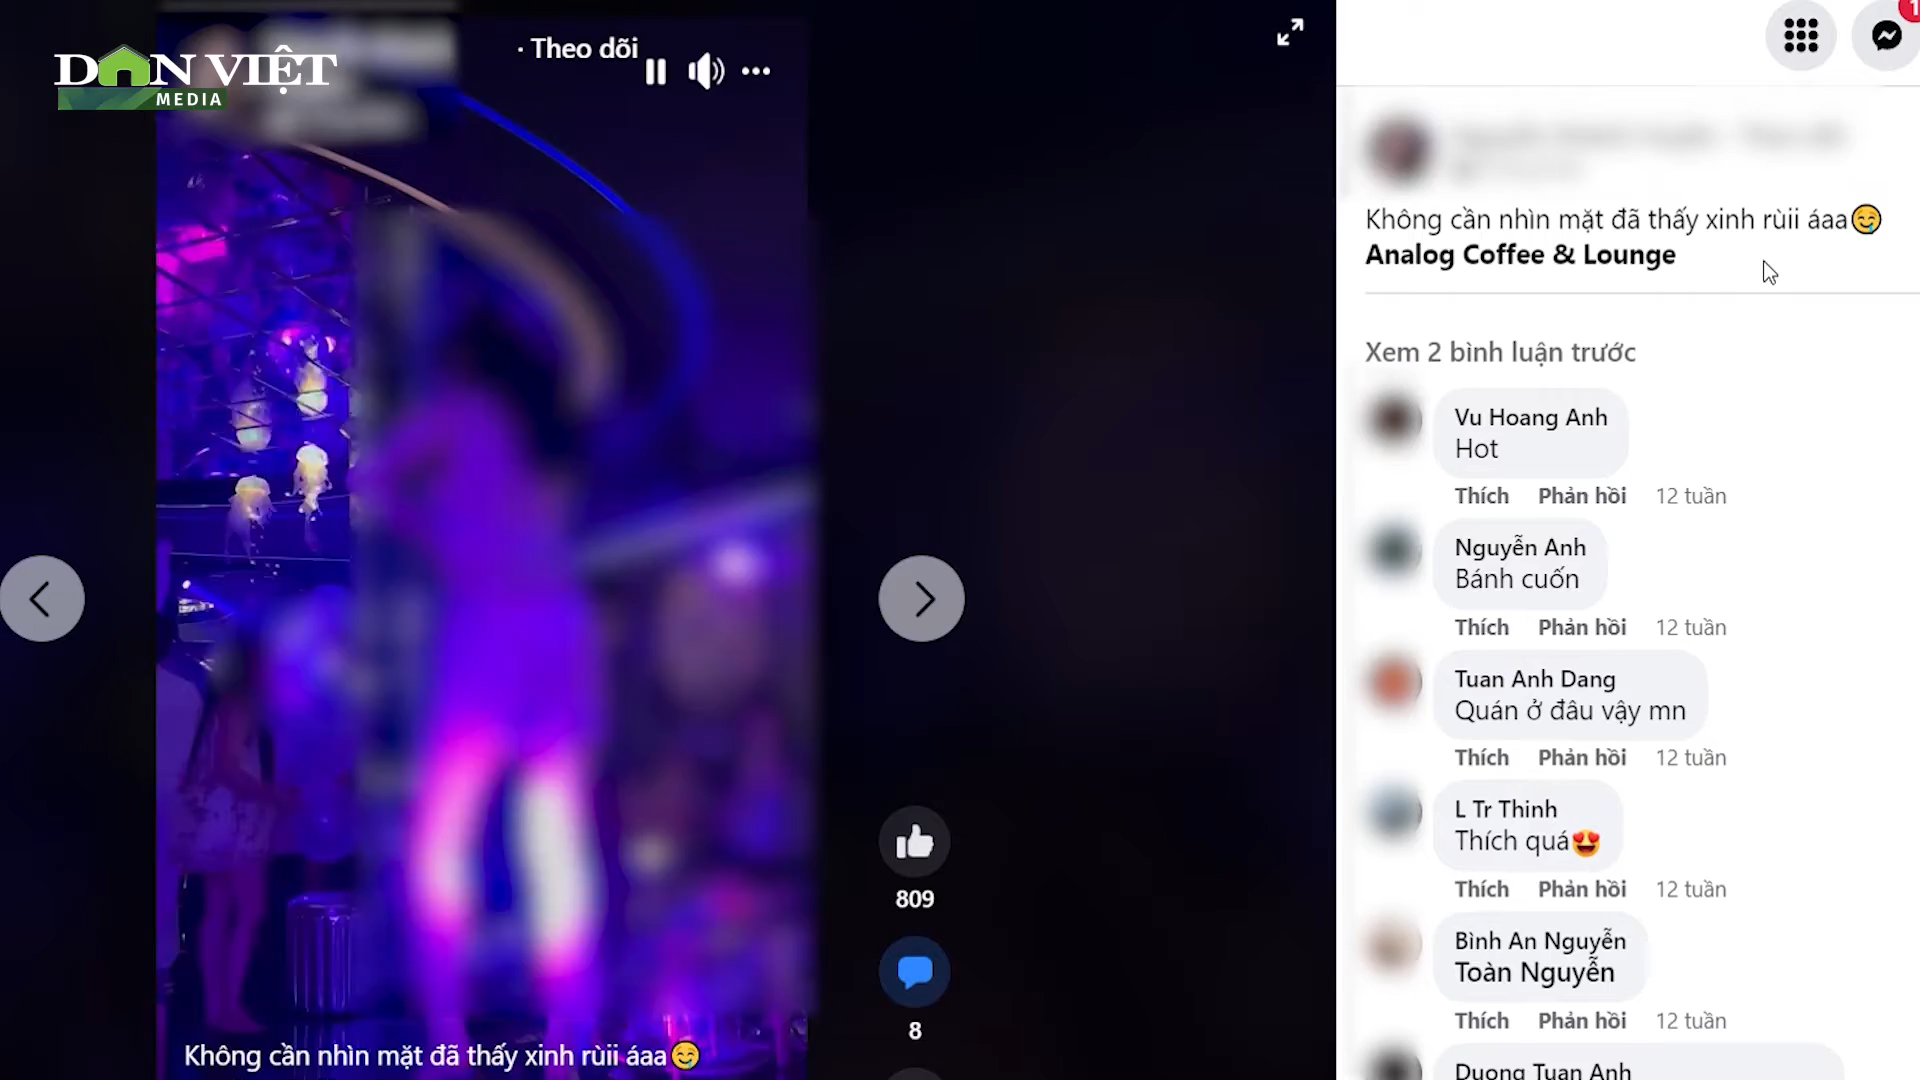 DÂN VIỆT
MEDIA
· Theo dõi
Không cần nhìn mặt đã thấy xinh rùii áaa🤤
809
8
1
Không cần nhìn mặt đã thấy xinh rùii áaa🤤
Analog Coffee & Lounge
Xem 2 bình luận trước
Vu Hoang Anh
Hot
Thích Phản hồi 12 tuần
Nguyễn Anh
Bánh cuốn
Thích Phản hồi 12 tuần
Tuan Anh Dang
Quán ở đâu vậy mn
Thích Phản hồi 12 tuần
L Tr Thinh
Thích quá😍
Thích Phản hồi 12 tuần
Bình An Nguyễn
Toàn Nguyễn
Thích Phản hồi 12 tuần
Duong Tuan Anh